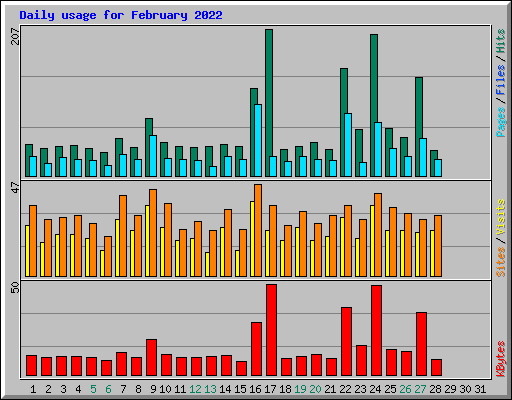 Daily usage for February 2022
207
Pages / Files / Hits
47
Sites / Visits
50
KBytes
1 2 3 4 5 6 7 8 9 10 11 12 13 14 15 16 17 18 19 20 21 22 23 24 25 26 27 28 29 30 31